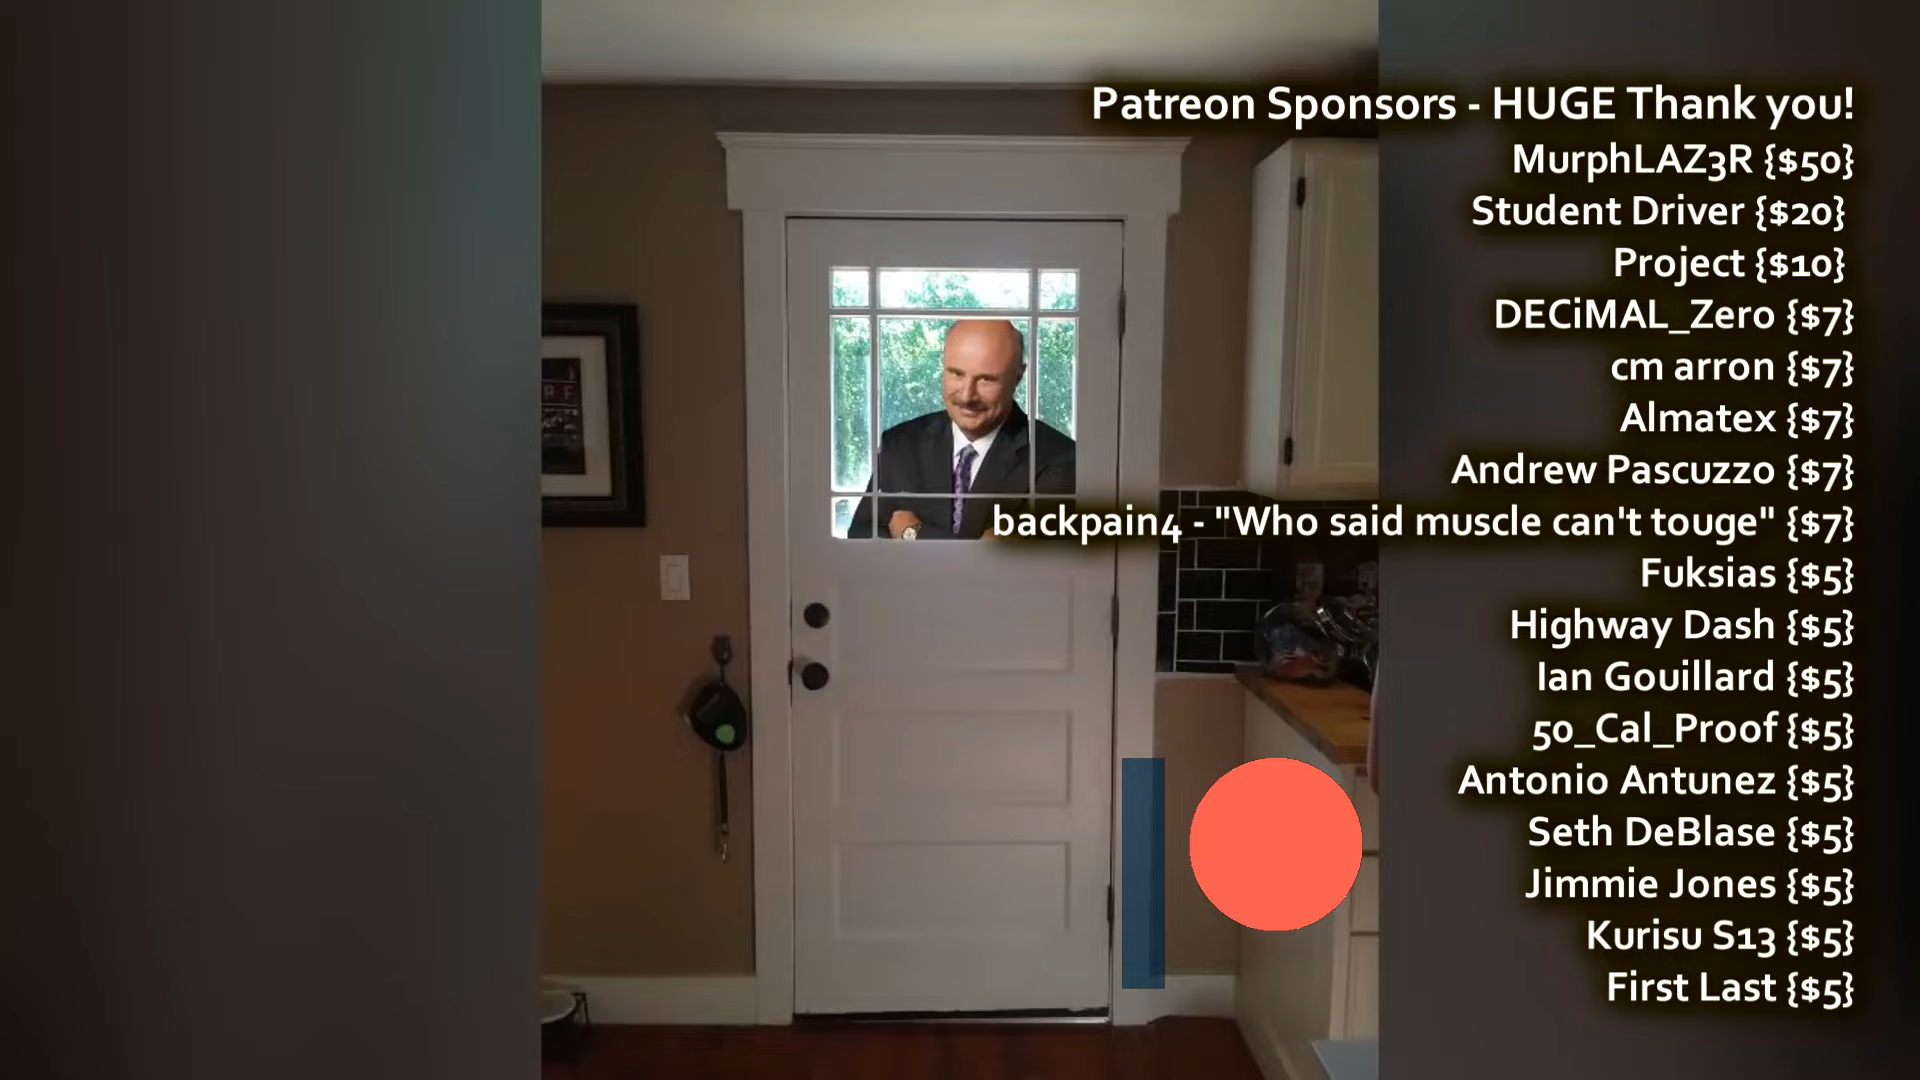 Patreon Sponsors - HUGE Thank you!
MurphLAZ3R {$50}
Student Driver {$20}
Project {$10}
DECiMAL_Zero {$7}
cm arron {$7}
Almatex {$7}
Andrew Pascuzzo {$7}
backpain4 - "Who said muscle can't touge" {$7}
Fuksias {$5}
Highway Dash {$5}
Ian Gouillard {$5}
50_Cal_Proof {$5}
Antonio Antunez {$5}
Seth DeBlase {$5}
Jimmie Jones {$5}
Kurisu S13 {$5}
First Last {$5}